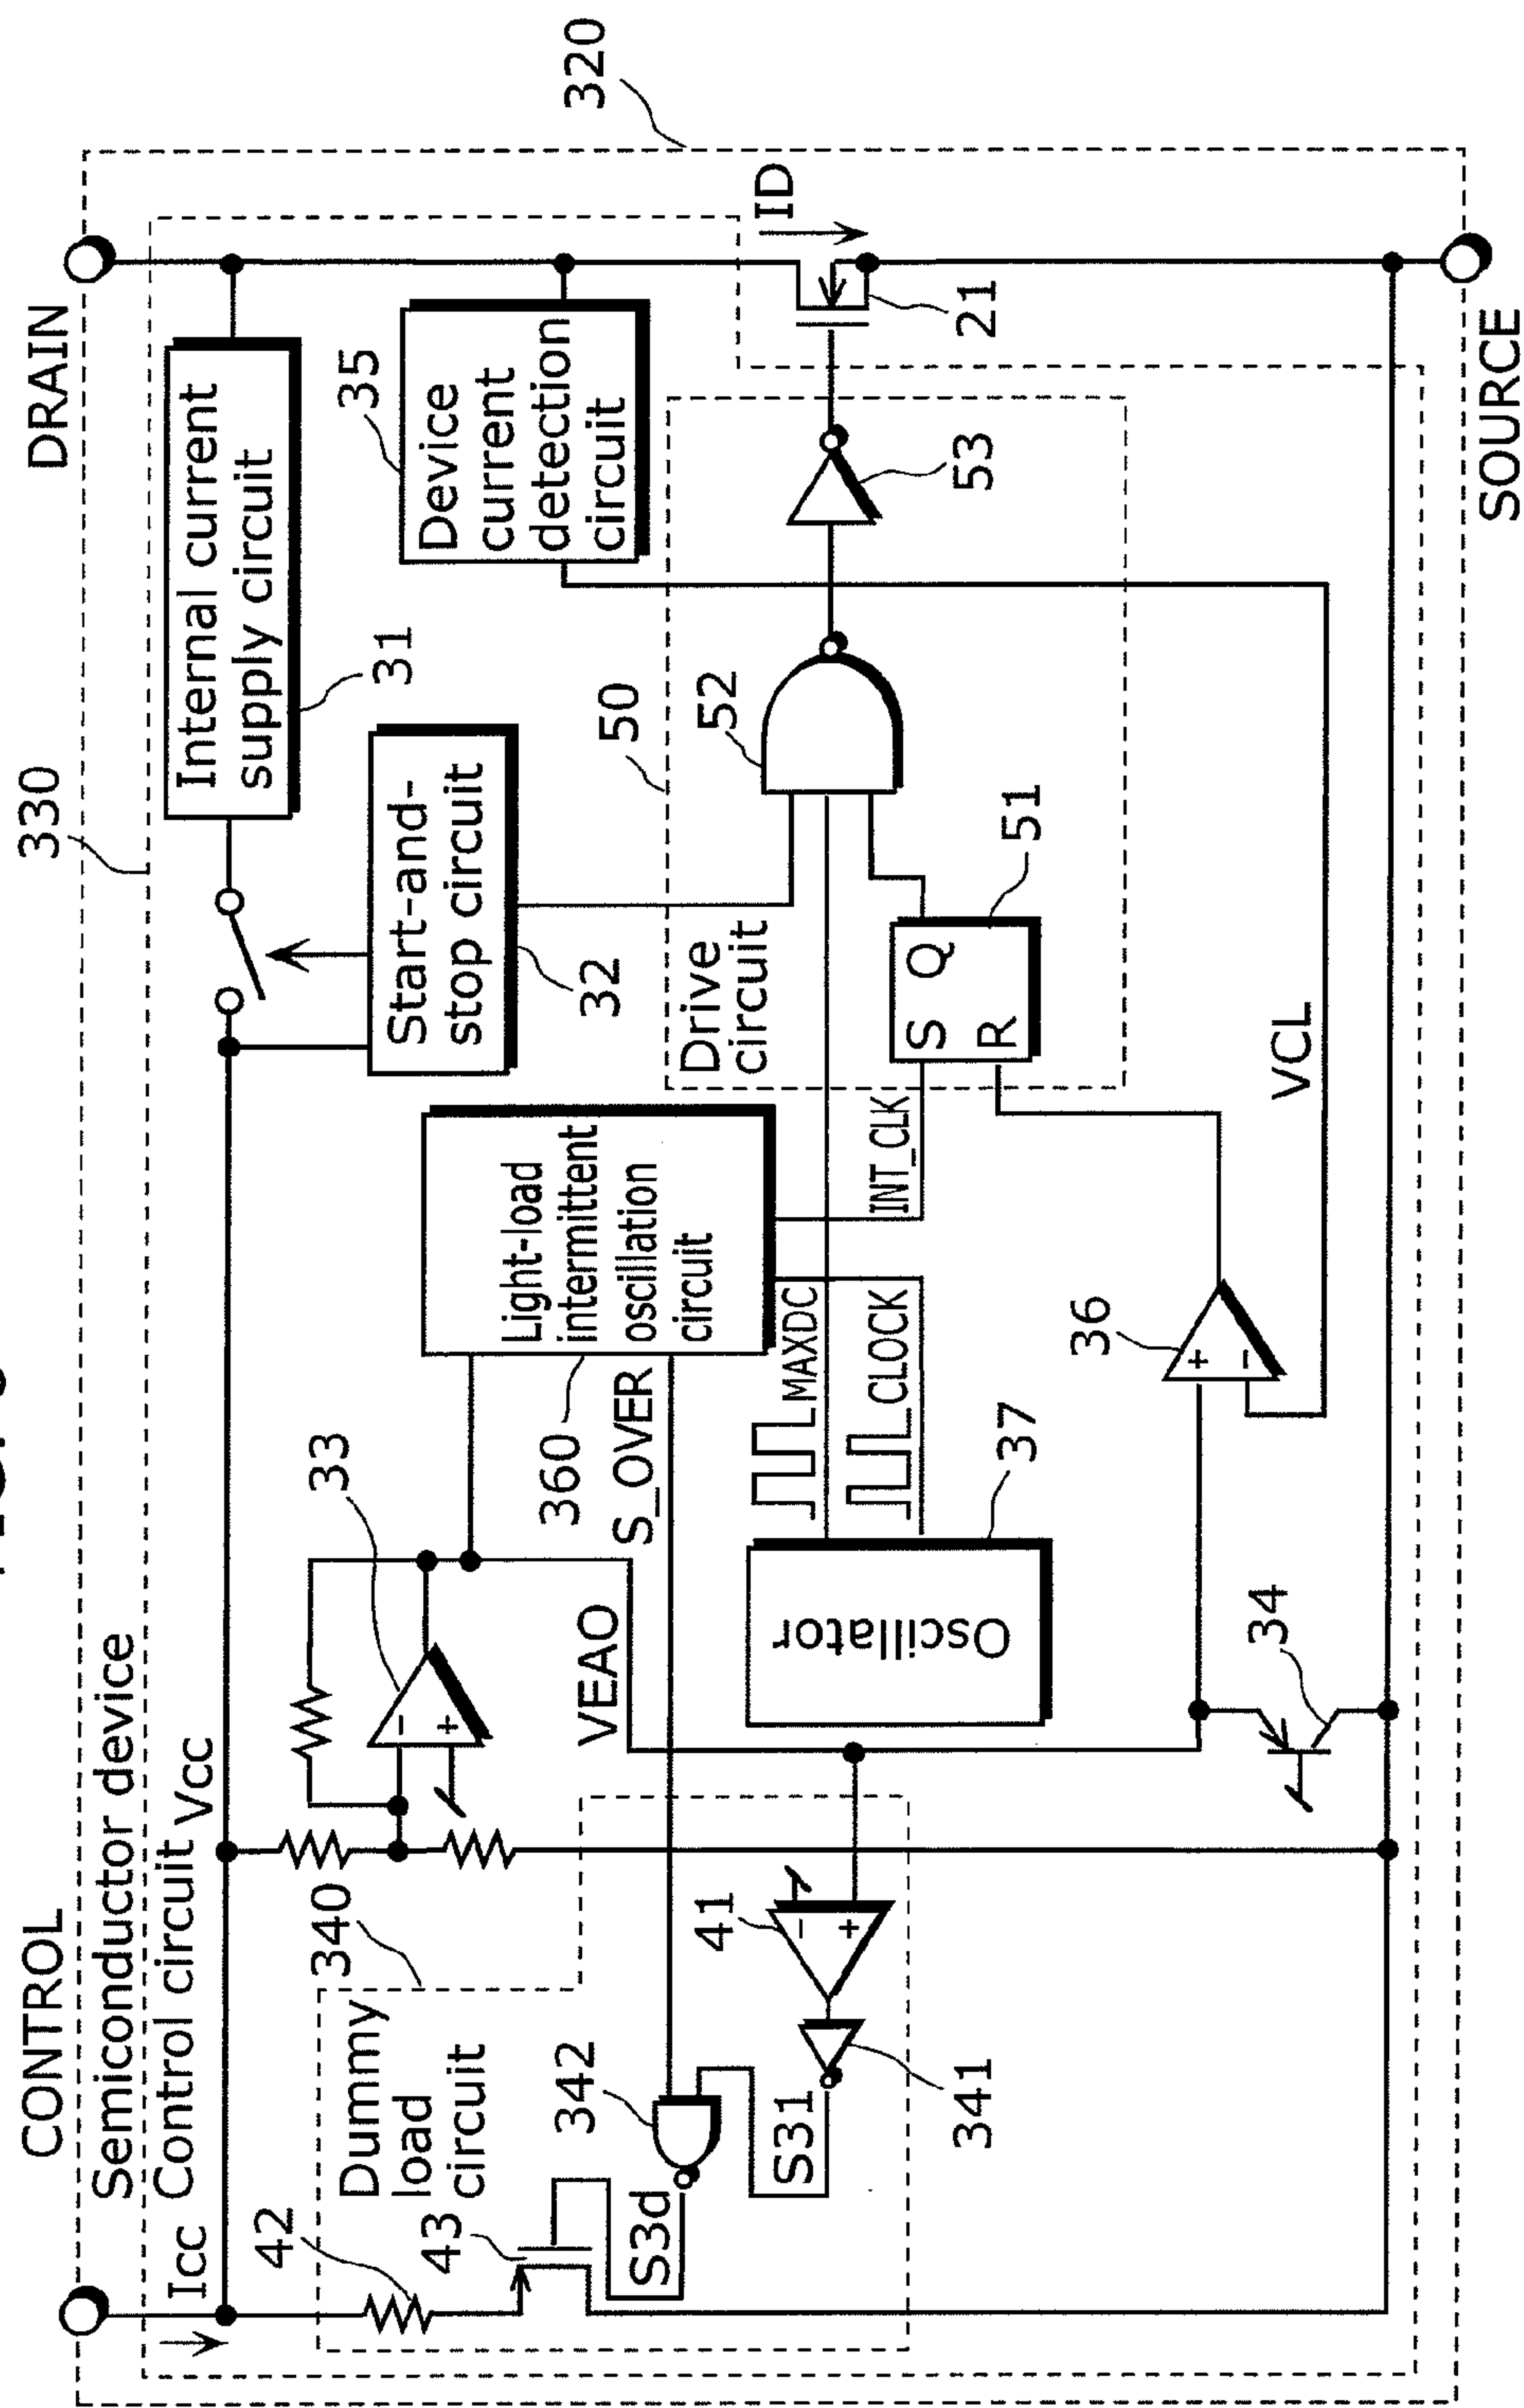 CONTROL
DRAIN
330
320
Semiconductor device
Control circuit
Icc
Vcc
Internal current
supply circuit
31
Start-and-
stop circuit
32
33
35
Device
current
detection
circuit
42
340
Dummy
load
circuit
43
342
S3d
S31
341
41
VEAO
Light-load
intermittent
oscillation
circuit
360
S_OVER
MAXDC
CLOCK
INT_CLK
Oscillator
37
50
Drive
circuit
52
S Q
R
51
53
ID
21
36
34
VCL
SOURCE
+
-
+
-
+
-